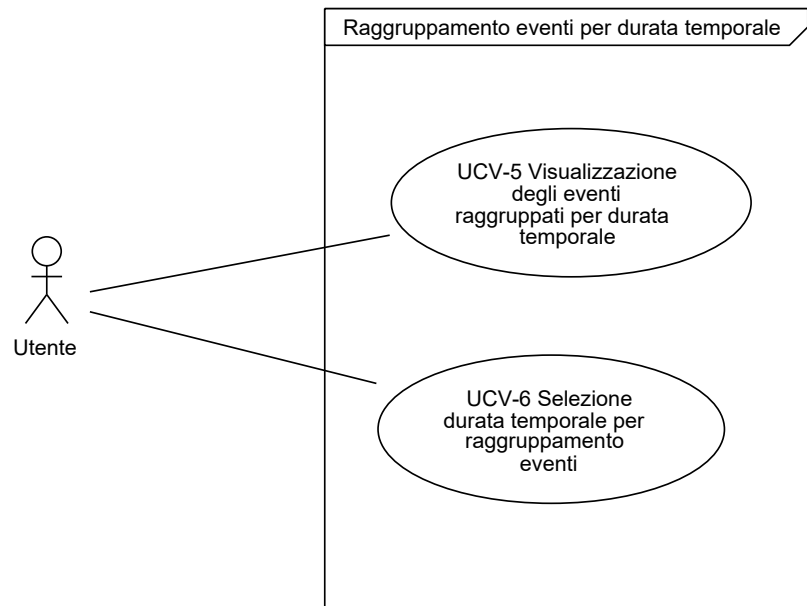 Raggruppamento eventi per durata temporale
UCV-5 Visualizzazione
degli eventi
raggruppati per durata
temporale
Utente
UCV-6 Selezione
durata temporale per
raggruppamento
eventi